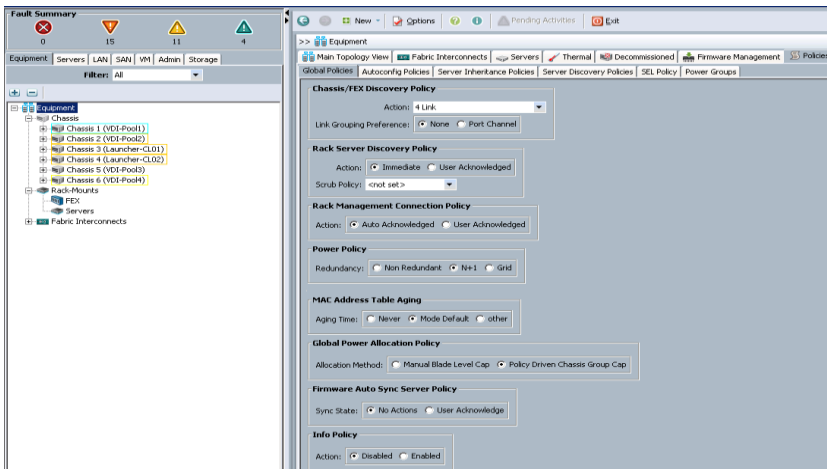 Fault Summary
0 15 11 4
Equipment Servers LAN SAN VM Admin Storage
Filter: All
Equipment
Chassis
Chassis 1 (VDI-Pool1)
Chassis 2 (VDI-Pool2)
Chassis 3 (Launcher-CL01)
Chassis 4 (Launcher-CL02)
Chassis 5 (VDI-Pool3)
Chassis 6 (VDI-Pool4)
Rack-Mounts
FEX
Servers
Fabric Interconnects
New Options Pending Activities Exit
>> Equipment
Main Topology View Fabric Interconnects Servers Thermal Decommissioned Firmware Management Policies
Global Policies Autoconfig Policies Server Inheritance Policies Server Discovery Policies SEL Policy Power Groups
Chassis/FEX Discovery Policy
Action: 4 Link
Link Grouping Preference: None Port Channel
Rack Server Discovery Policy
Action: Immediate User Acknowledged
Scrub Policy: <not set>
Rack Management Connection Policy
Action: Auto Acknowledged User Acknowledged
Power Policy
Redundancy: Non Redundant N+1 Grid
MAC Address Table Aging
Aging Time: Never Mode Default other
Global Power Allocation Policy
Allocation Method: Manual Blade Level Cap Policy Driven Chassis Group Cap
Firmware Auto Sync Server Policy
Sync State: No Actions User Acknowledge
Info Policy
Action: Disabled Enabled